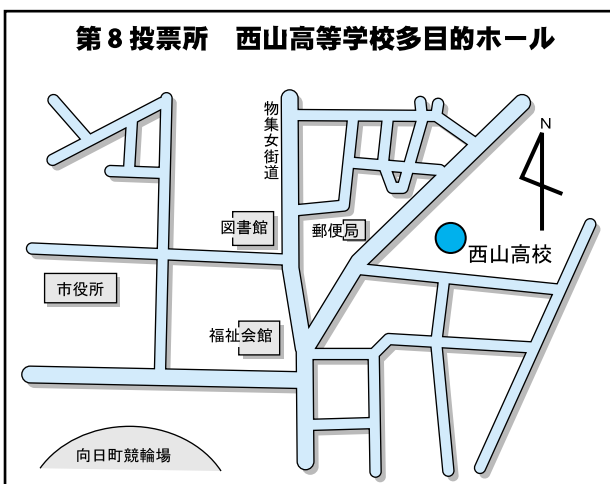 第8投票所　西山高等学校多目的ホール
物集女街道
N
図書館
郵便局
西山高校
市役所
福祉会館
向日町競輪場